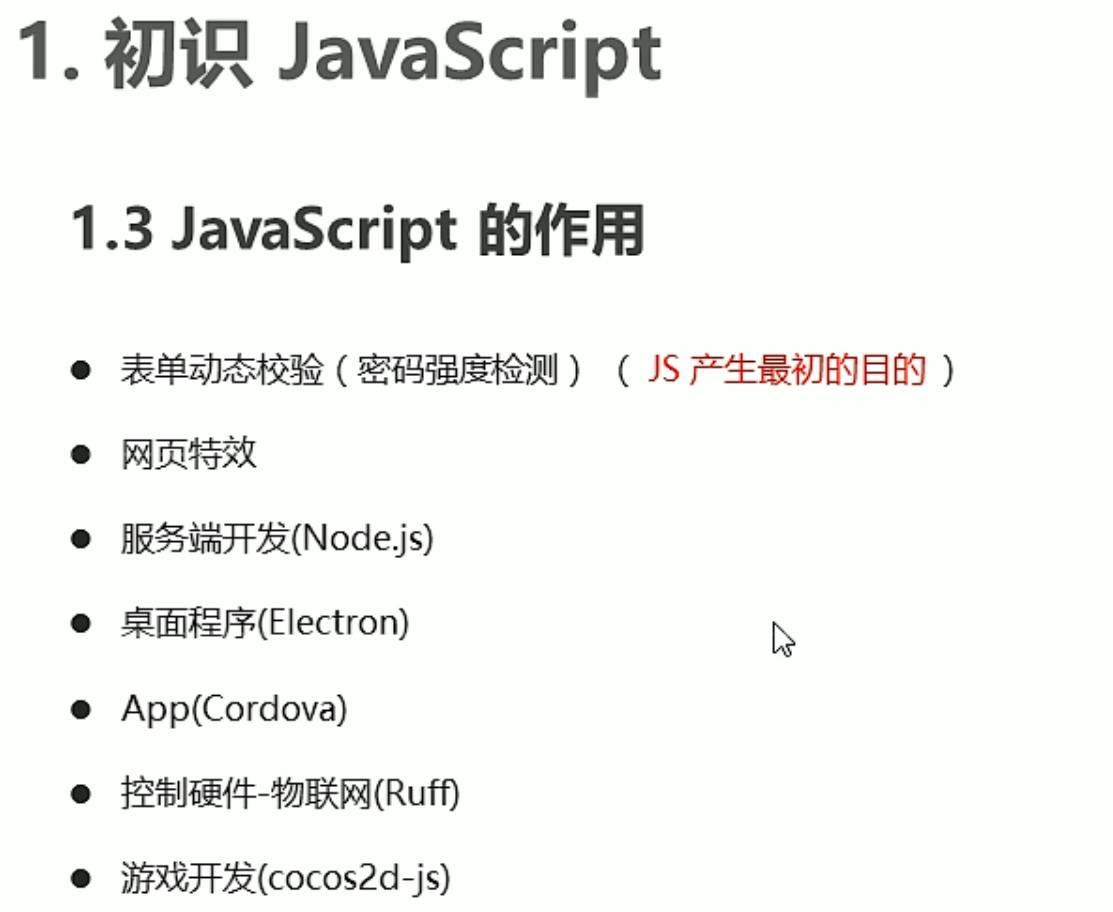 1. 初识 JavaScript
1.3 JavaScript 的作用
● 表单动态校验（密码强度检测）（ JS 产生最初的目的 ）
● 网页特效
● 服务端开发(Node.js)
● 桌面程序(Electron)
● App(Cordova)
● 控制硬件-物联网(Ruff)
● 游戏开发(cocos2d-js)